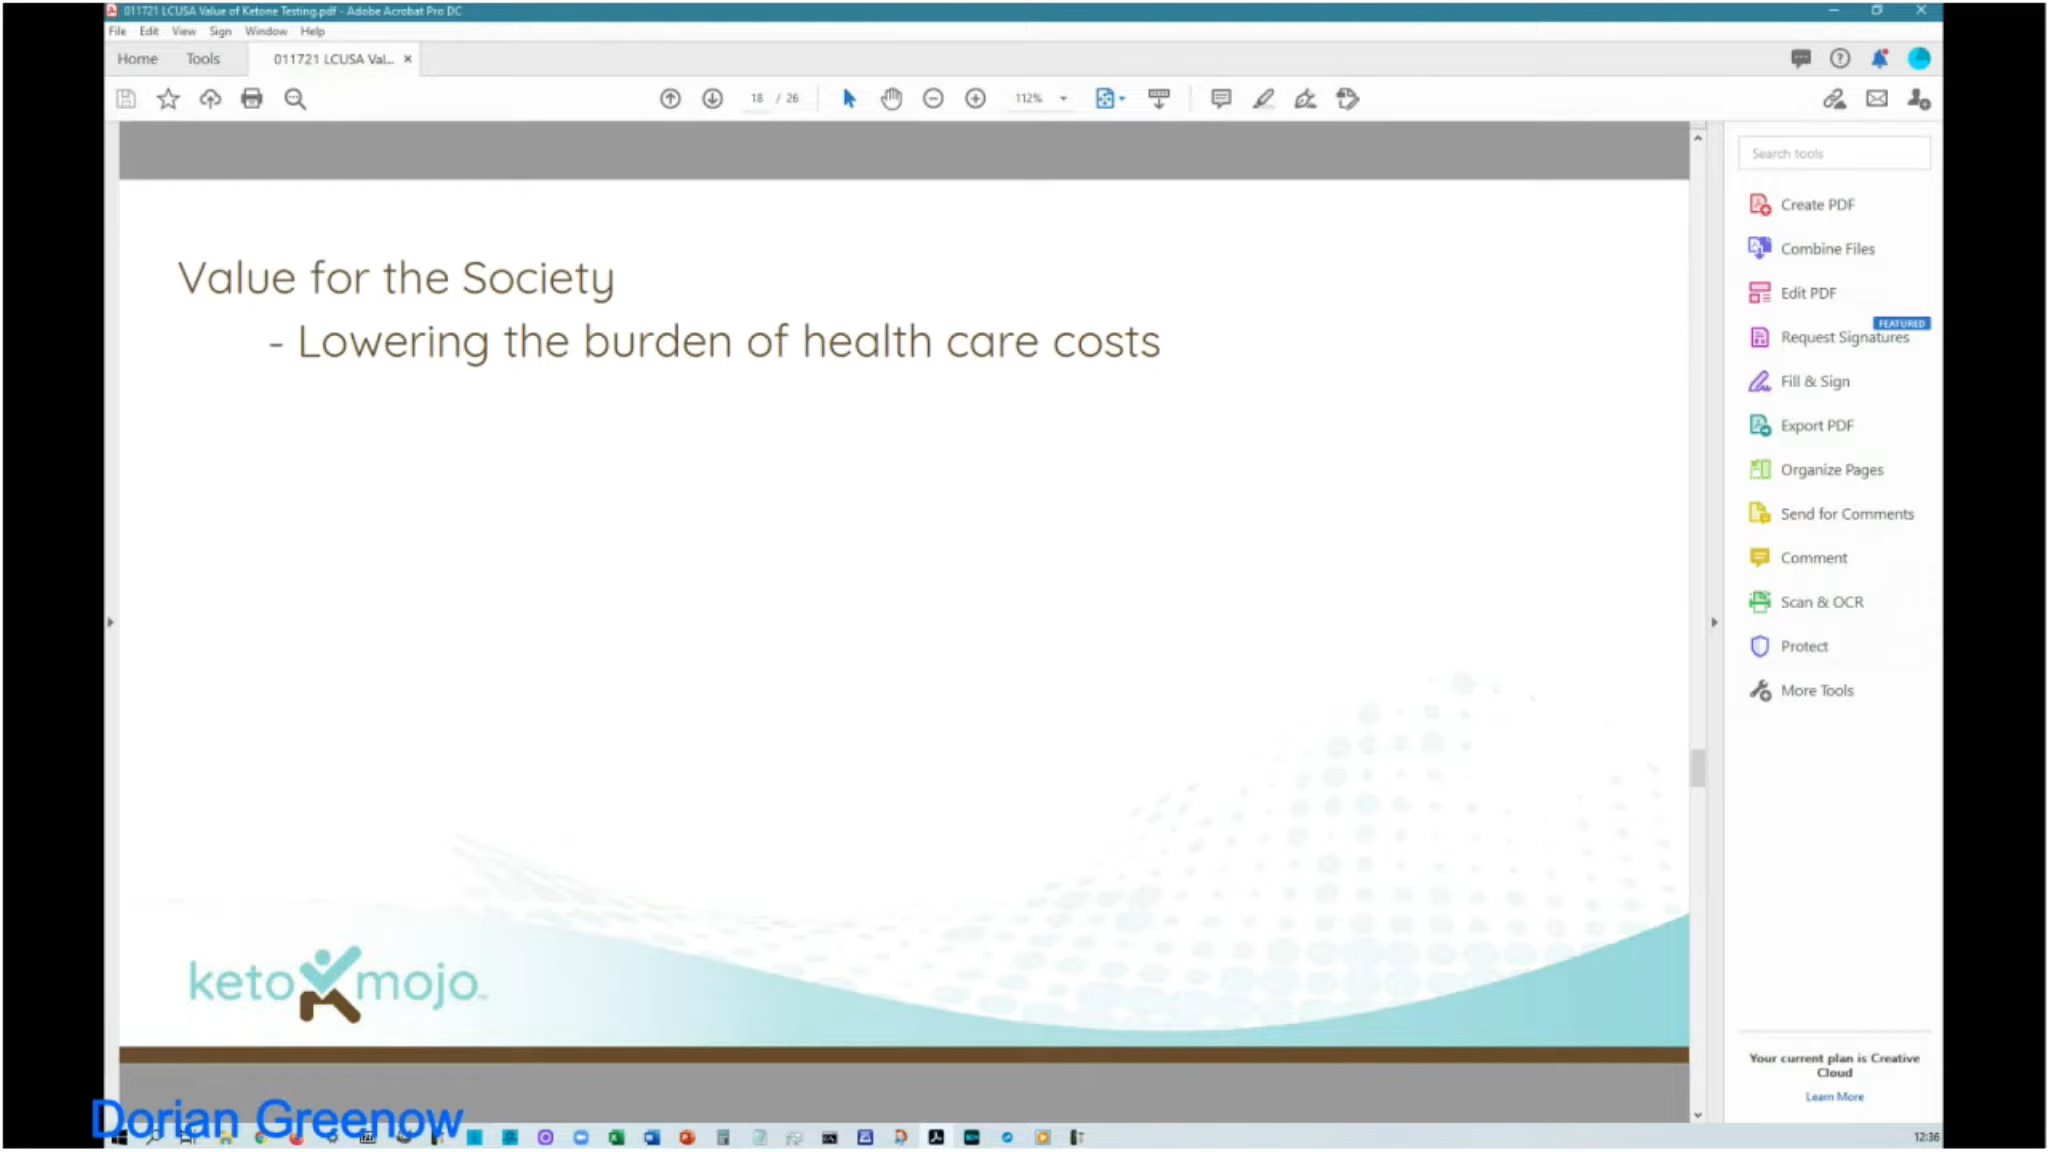 011721 LCUSA Value of Ketone Testing.pdf - Adobe Acrobat Pro DC
File Edit View Sign Window Help
Home Tools 011721 LCUSA Val... ×
18 / 26 112%
Search tools
Create PDF
Combine Files
Edit PDF
FEATURED
Request Signatures
Fill & Sign
Export PDF
Organize Pages
Send for Comments
Comment
Scan & OCR
Protect
More Tools
Value for the Society
- Lowering the burden of health care costs
keto mojo
Your current plan is Creative
Cloud
Learn More
Dorian Greenow
12:36